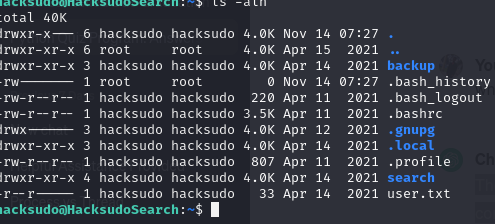 hacksudo@HacksudoSearch:~$ ls -alh
total 40K
drwxr-x--- 6 hacksudo hacksudo 4.0K Nov 14 07:27 .
drwxr-xr-x 6 root root 4.0K Apr 15 2021 ..
drwxr-xr-x 3 hacksudo hacksudo 4.0K Apr 14 2021 backup
-rw------- 1 root root 0 Nov 14 07:27 .bash_history
-rw-r--r-- 1 hacksudo hacksudo 220 Apr 11 2021 .bash_logout
-rw-r--r-- 1 hacksudo hacksudo 3.5K Apr 11 2021 .bashrc
drwx------ 3 hacksudo hacksudo 4.0K Apr 12 2021 .gnupg
drwxr-xr-x 3 hacksudo hacksudo 4.0K Apr 14 2021 .local
-rw-r--r-- 1 hacksudo hacksudo 807 Apr 11 2021 .profile
drwxr-xr-x 4 hacksudo hacksudo 4.0K Apr 14 2021 search
-r--r----- 1 hacksudo hacksudo 33 Apr 14 2021 user.txt
hacksudo@HacksudoSearch:~$